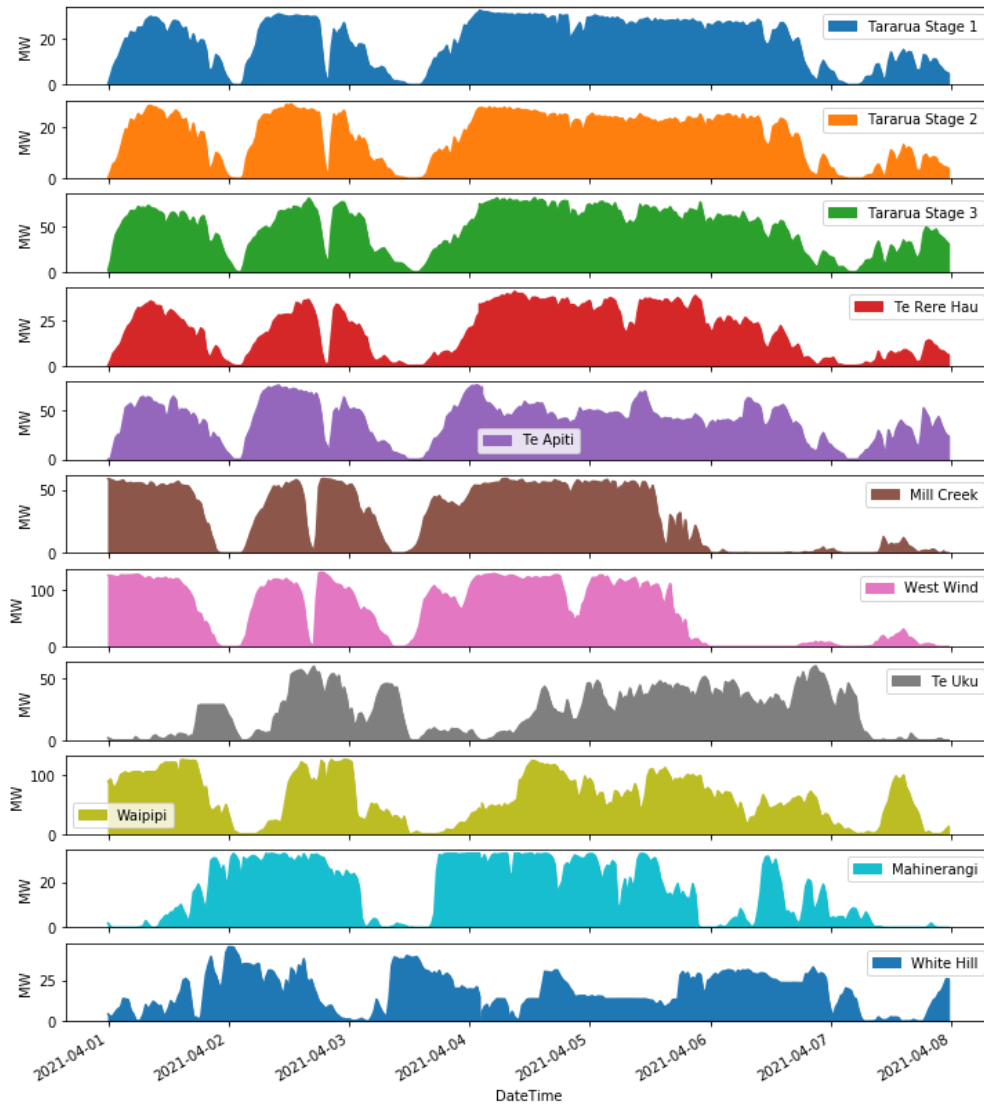 MW
20
0
Tararua Stage 1
MW
20
0
Tararua Stage 2
MW
50
0
Tararua Stage 3
MW
25
0
Te Rere Hau
MW
50
0
Te Apiti
MW
50
0
Mill Creek
MW
100
0
West Wind
MW
50
0
Te Uku
MW
100
0
Waipipi
MW
20
0
Mahinerangi
MW
25
0
White Hill
2021-04-01
2021-04-02
2021-04-03
2021-04-04
2021-04-05
2021-04-06
2021-04-07
2021-04-08
DateTime